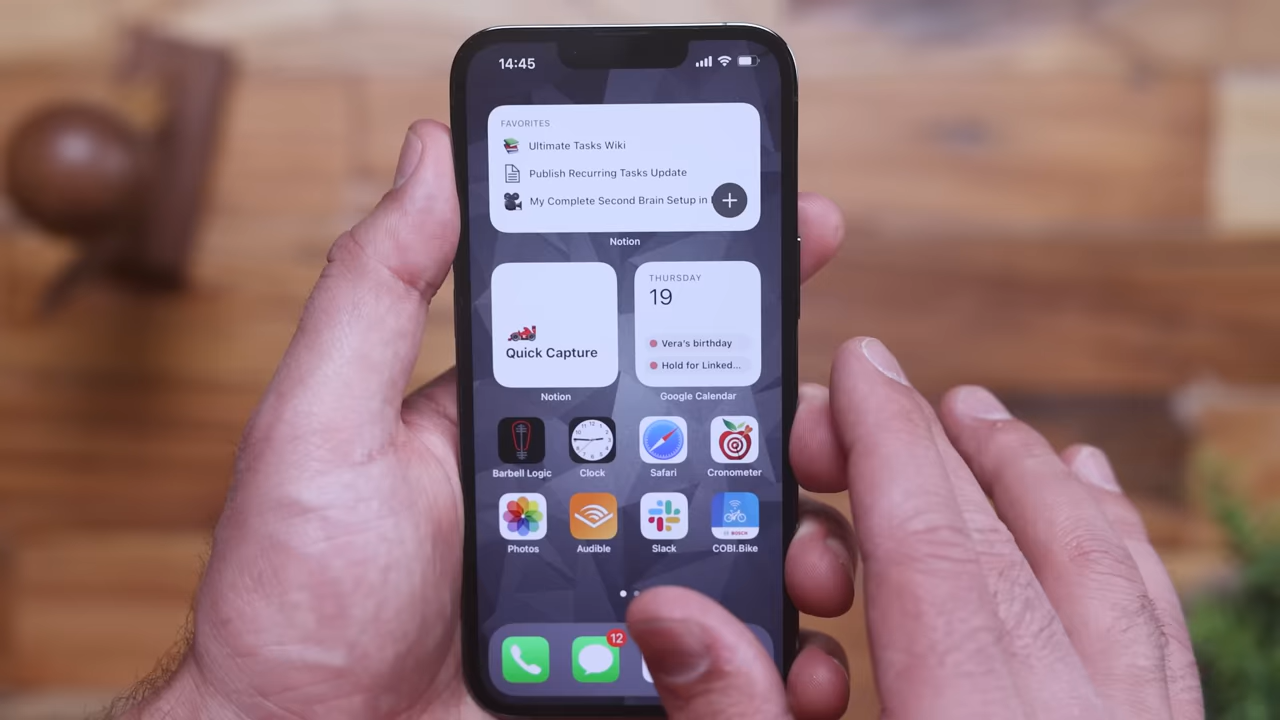 14:45
FAVORITES
Ultimate Tasks Wiki
Publish Recurring Tasks Update
My Complete Second Brain Setup in
Notion
Quick Capture
Notion
THURSDAY
19
Vera's birthday
Hold for Linked...
Google Calendar
Barbell Logic
Clock
Safari
Cronometer
Photos
Audible
Slack
COBI.Bike
BOSCH
12